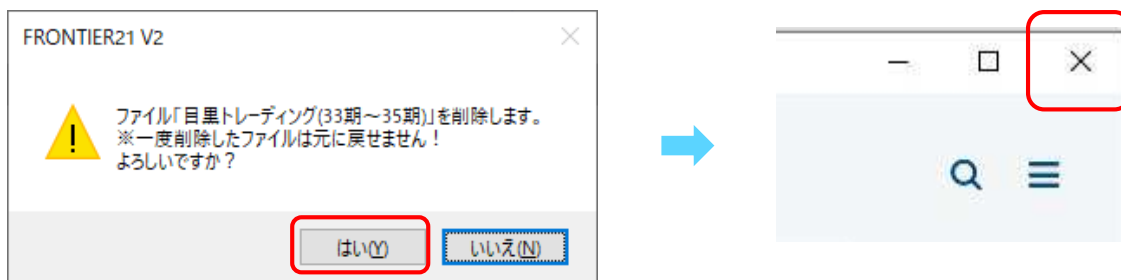 FRONTIER21 V2
ファイル「目黒トレーディング(33期～35期)」を削除します。
※一度削除したファイルは元に戻せません！
よろしいですか？
はい(Y)
いいえ(N)